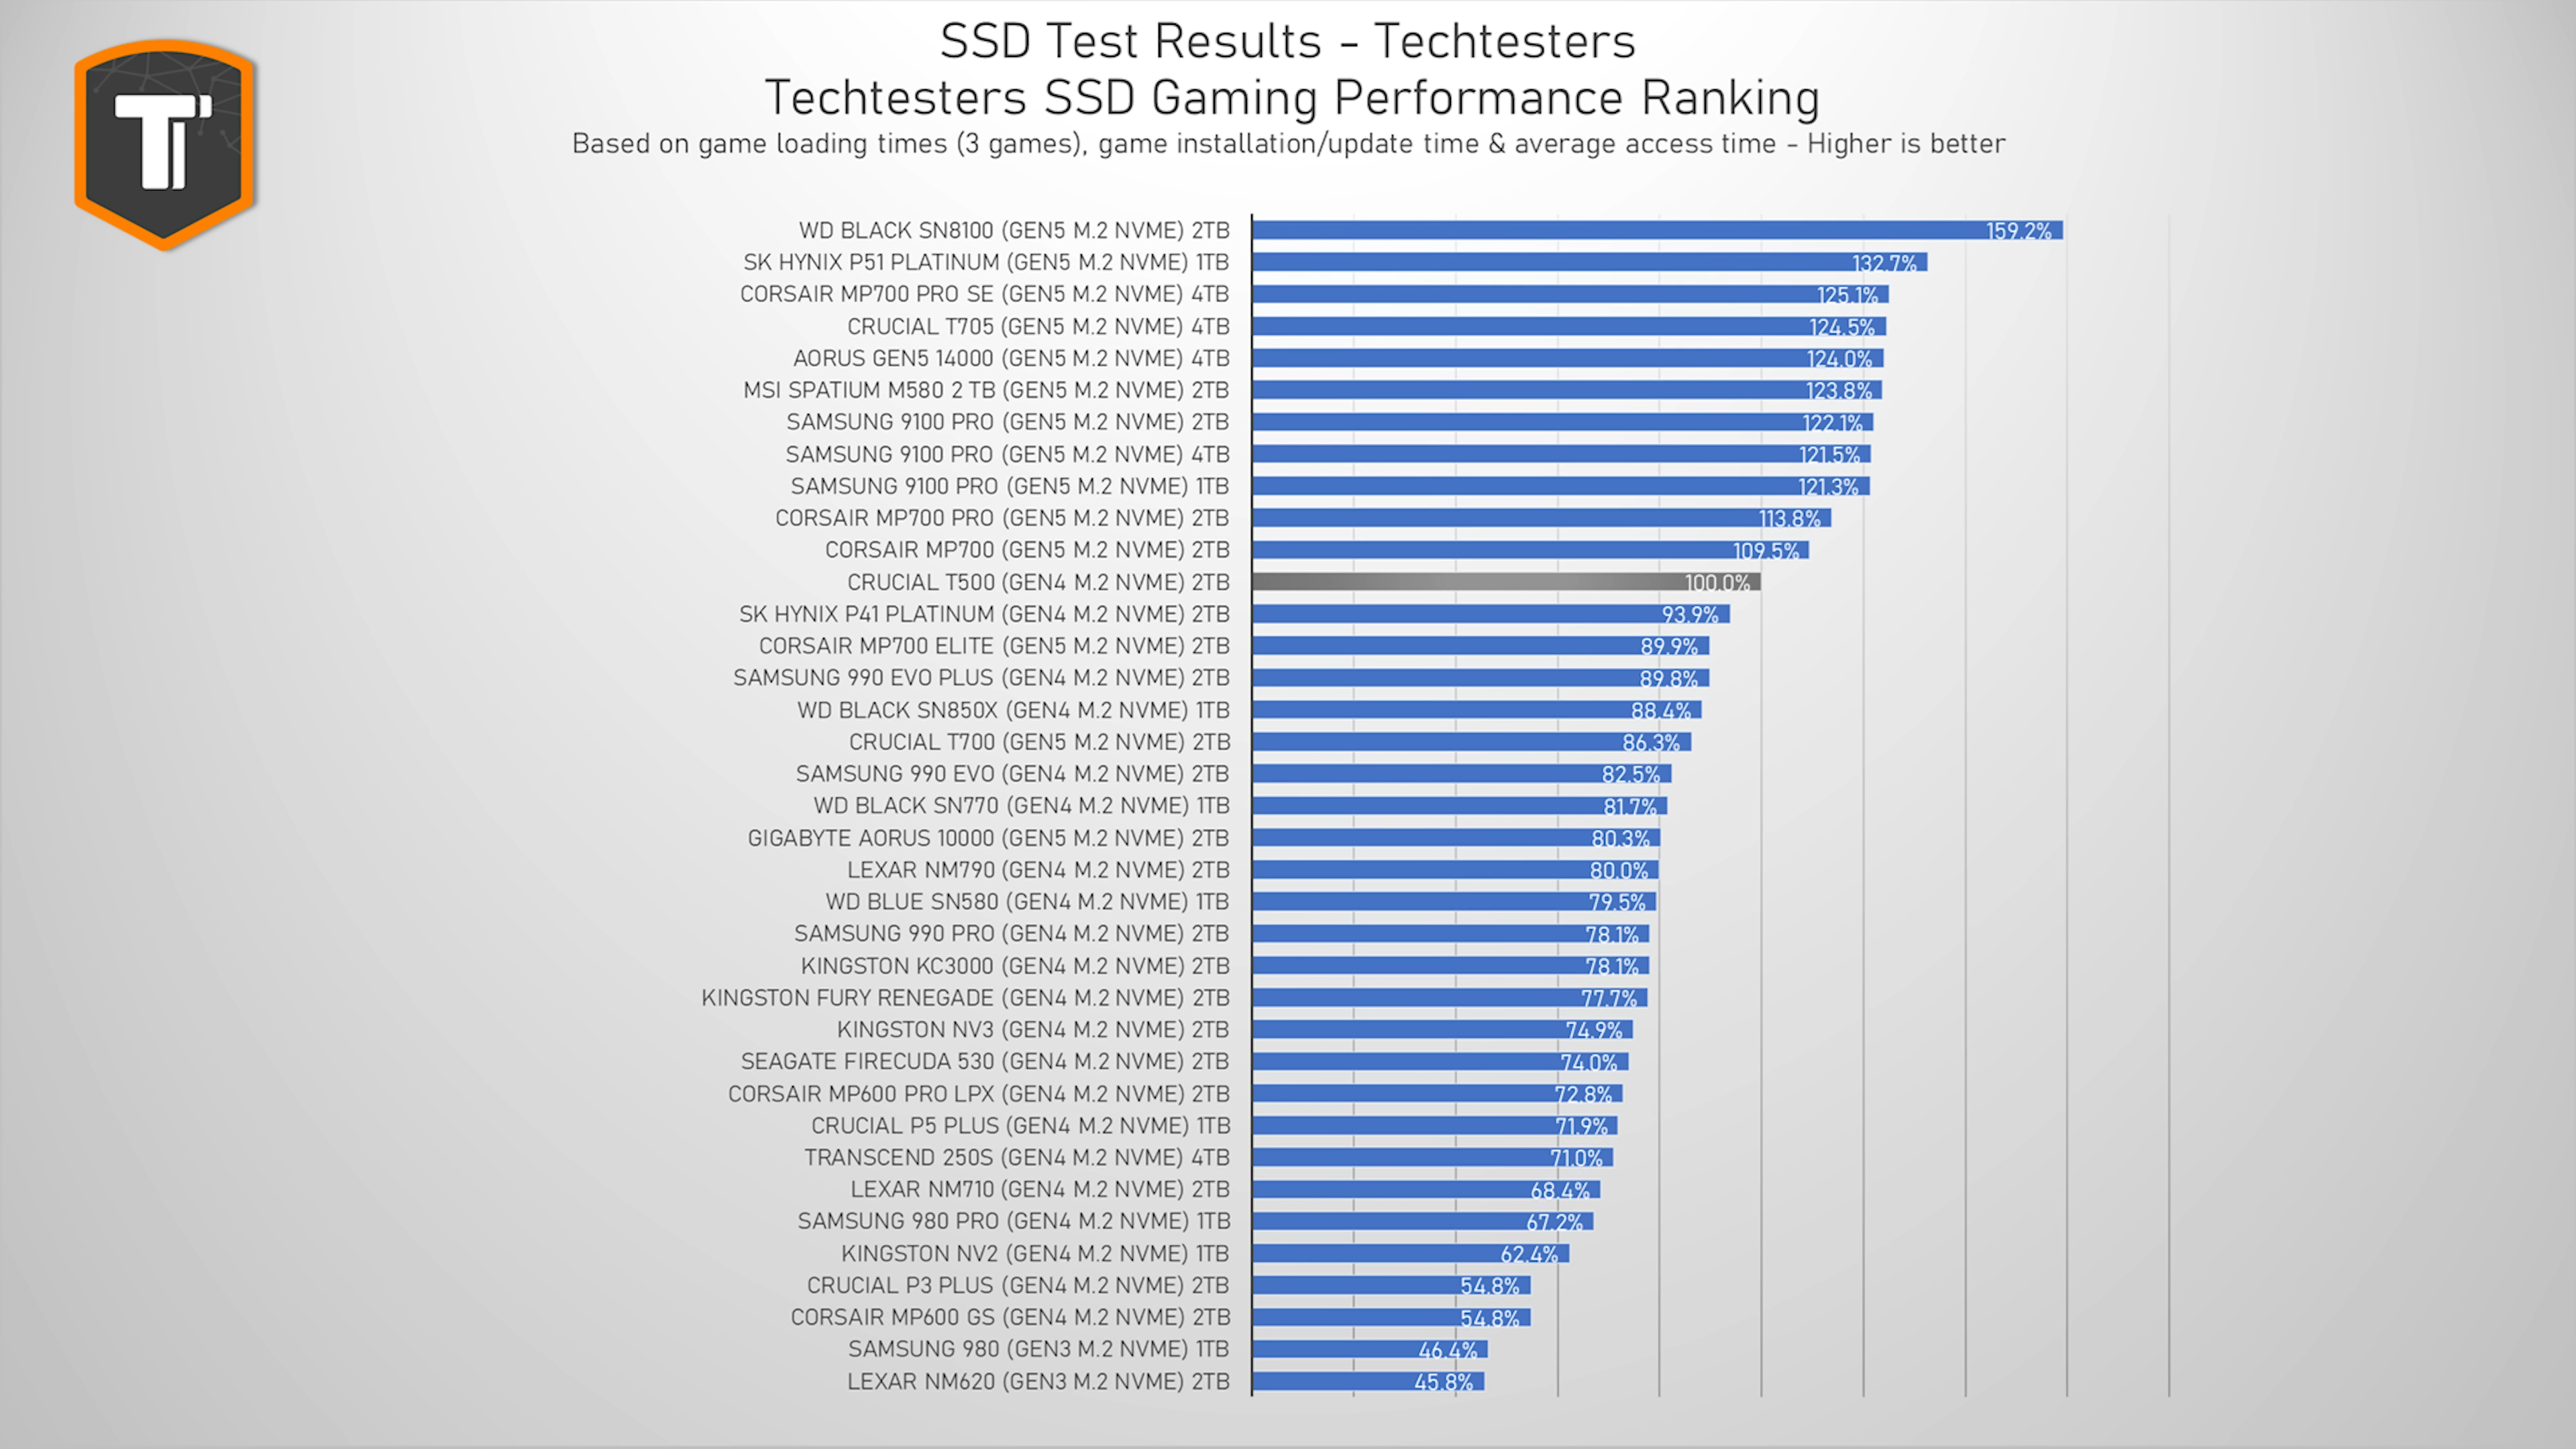 SSD Test Results - Techtesters
Techtesters SSD Gaming Performance Ranking
Based on game loading times (3 games), game installation/update time & average access time - Higher is better
WD BLACK SN8100 (GEN5 M.2 NVME) 2TB 159.2%
SK HYNIX P51 PLATINUM (GEN5 M.2 NVME) 1TB 132.7%
CORSAIR MP700 PRO SE (GEN5 M.2 NVME) 4TB 125.1%
CRUCIAL T705 (GEN5 M.2 NVME) 4TB 124.5%
AORUS GEN5 14000 (GEN5 M.2 NVME) 4TB 124.0%
MSI SPATIUM M580 2 TB (GEN5 M.2 NVME) 2TB 123.8%
SAMSUNG 9100 PRO (GEN5 M.2 NVME) 2TB 122.1%
SAMSUNG 9100 PRO (GEN5 M.2 NVME) 4TB 121.5%
SAMSUNG 9100 PRO (GEN5 M.2 NVME) 1TB 121.3%
CORSAIR MP700 PRO (GEN5 M.2 NVME) 2TB 113.8%
CORSAIR MP700 (GEN5 M.2 NVME) 2TB 109.5%
CRUCIAL T500 (GEN4 M.2 NVME) 2TB 100.0%
SK HYNIX P41 PLATINUM (GEN4 M.2 NVME) 2TB 93.9%
CORSAIR MP700 ELITE (GEN5 M.2 NVME) 2TB 89.9%
SAMSUNG 990 EVO PLUS (GEN4 M.2 NVME) 2TB 89.8%
WD BLACK SN850X (GEN4 M.2 NVME) 1TB 88.4%
CRUCIAL T700 (GEN5 M.2 NVME) 2TB 86.3%
SAMSUNG 990 EVO (GEN4 M.2 NVME) 2TB 82.5%
WD BLACK SN770 (GEN4 M.2 NVME) 1TB 81.7%
GIGABYTE AORUS 10000 (GEN5 M.2 NVME) 2TB 80.3%
LEXAR NM790 (GEN4 M.2 NVME) 2TB 80.0%
WD BLUE SN580 (GEN4 M.2 NVME) 1TB 79.5%
SAMSUNG 990 PRO (GEN4 M.2 NVME) 2TB 78.1%
KINGSTON KC3000 (GEN4 M.2 NVME) 2TB 78.1%
KINGSTON FURY RENEGADE (GEN4 M.2 NVME) 2TB 77.7%
KINGSTON NV3 (GEN4 M.2 NVME) 2TB 74.9%
SEAGATE FIRECUDA 530 (GEN4 M.2 NVME) 2TB 74.0%
CORSAIR MP600 PRO LPX (GEN4 M.2 NVME) 2TB 72.8%
CRUCIAL P5 PLUS (GEN4 M.2 NVME) 1TB 71.9%
TRANSCEND 250S (GEN4 M.2 NVME) 4TB 71.0%
LEXAR NM710 (GEN4 M.2 NVME) 2TB 68.4%
SAMSUNG 980 PRO (GEN4 M.2 NVME) 1TB 67.2%
KINGSTON NV2 (GEN4 M.2 NVME) 1TB 62.4%
CRUCIAL P3 PLUS (GEN4 M.2 NVME) 2TB 54.8%
CORSAIR MP600 GS (GEN4 M.2 NVME) 2TB 54.8%
SAMSUNG 980 (GEN3 M.2 NVME) 1TB 46.4%
LEXAR NM620 (GEN3 M.2 NVME) 2TB 45.8%